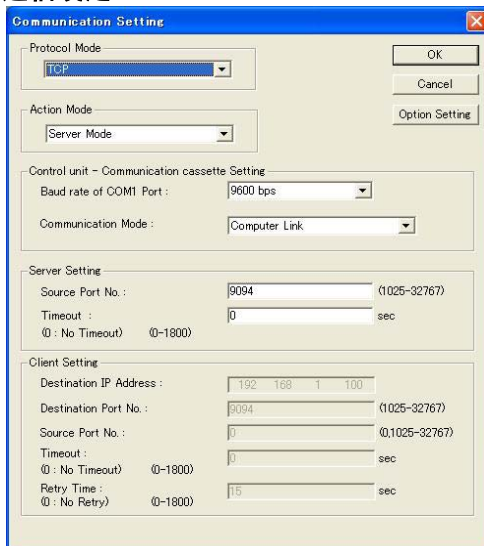 Communication Setting
Protocol Mode
TCP
OK
Cancel
Action Mode
Option Setting
Server Mode
Control unit - Communication cassette Setting
Baud rate of COM1 Port : 9600 bps
Communication Mode : Computer Link
Server Setting
Source Port No. : 9094 (1025-32767)
Timeout : 0 sec
(0 : No Timeout) (0-1800)
Client Setting
Destination IP Address : 192 168 1 100
Destination Port No. : 9094 (1025-32767)
Source Port No. : 0 (0,1025-32767)
Timeout : 0 sec
(0 : No Timeout) (0-1800)
Retry Time : 15 sec
(0 : No Retry) (0-1800)